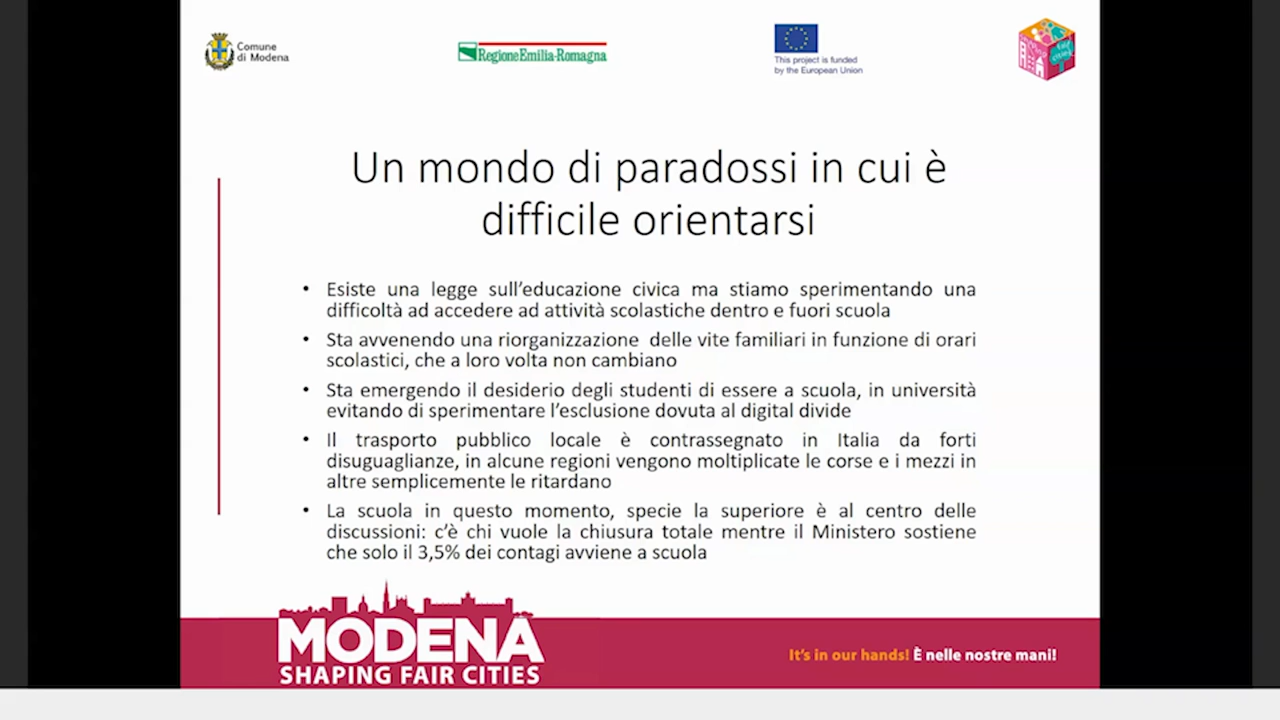 Comune
di Modena
RegioneEmilia-Romagna
This project is funded
by the European Union
Un mondo di paradossi in cui è
difficile orientarsi
• Esiste una legge sull'educazione civica ma stiamo sperimentando una
difficoltà ad accedere ad attività scolastiche dentro e fuori scuola
• Sta avvenendo una riorganizzazione delle vite familiari in funzione di orari
scolastici, che a loro volta non cambiano
• Sta emergendo il desiderio degli studenti di essere a scuola, in università
evitando di sperimentare l'esclusione dovuta al digital divide
• Il trasporto pubblico locale è contrassegnato in Italia da forti
disuguaglianze, in alcune regioni vengono moltiplicate le corse e i mezzi in
altre semplicemente le ritardano
• La scuola in questo momento, specie la superiore è al centro delle
discussioni: c'è chi vuole la chiusura totale mentre il Ministero sostiene
che solo il 3,5% dei contagi avviene a scuola
MODENA
SHAPING FAIR CITIES
It's in our hands! È nelle nostre mani!